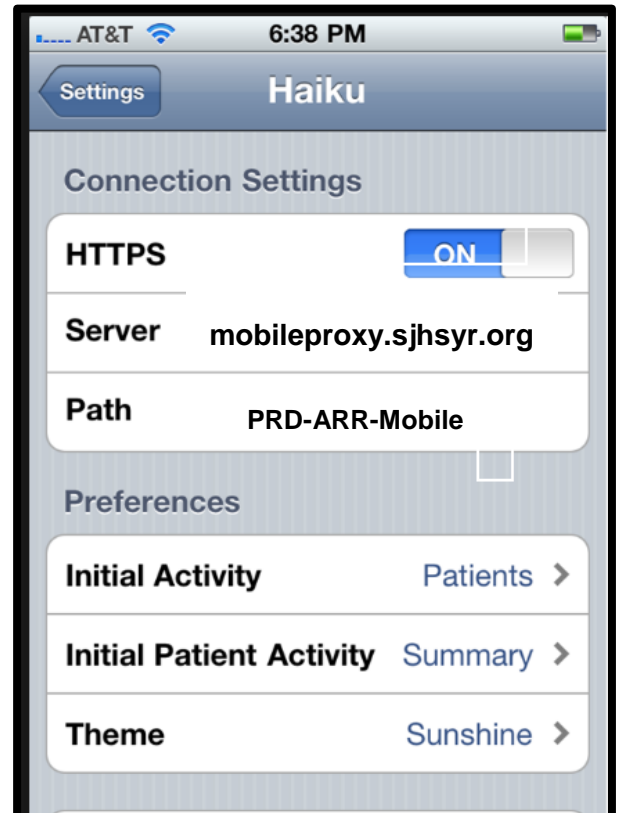 AT&T 6:38 PM
Settings Haiku
Connection Settings
HTTPS ON
Server mobileproxy.sjhsyr.org
Path PRD-ARR-Mobile
Preferences
Initial Activity Patients
Initial Patient Activity Summary
Theme Sunshine